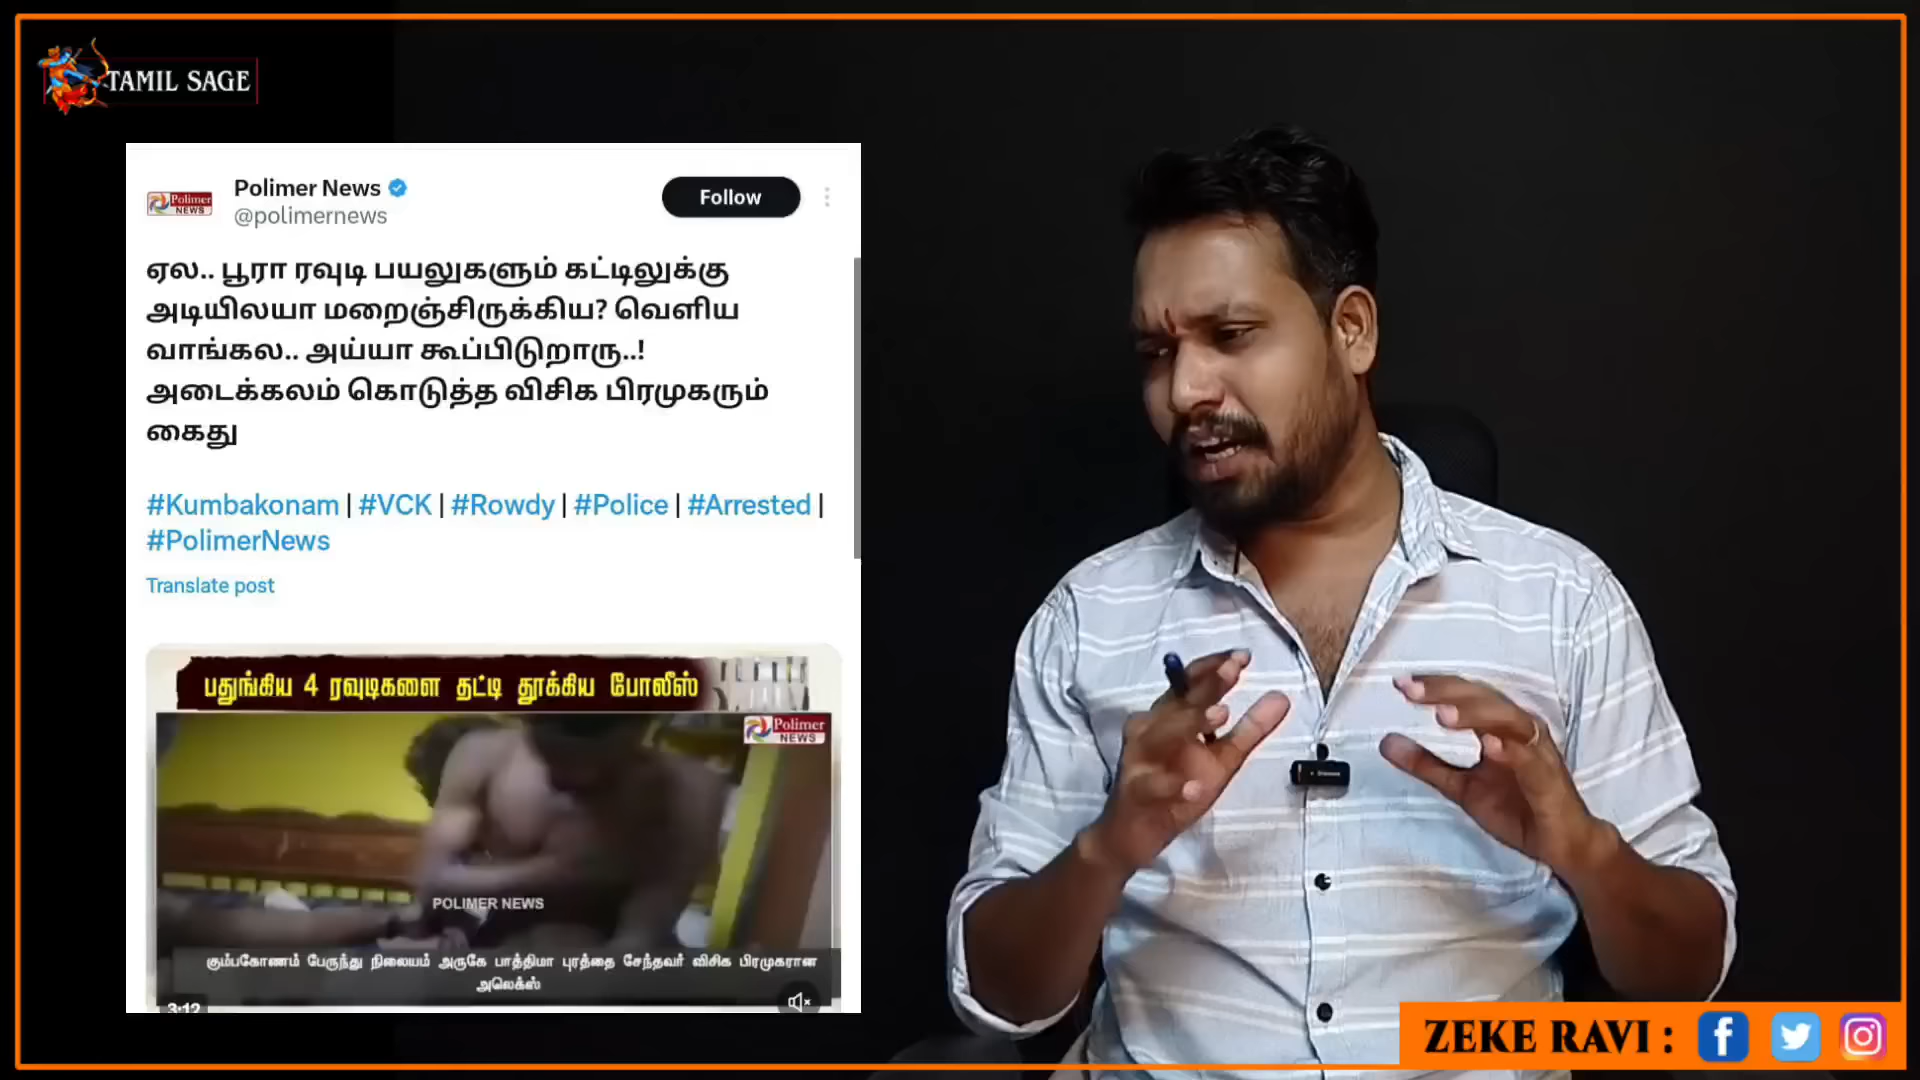 TAMIL SAGE
Polimer
NEWS
Polimer News
@polimernews
Follow
ஏல.. பூரா ரவுடி பயலுகளும் கட்டிலுக்கு
அடியிலயா மறைஞ்சிருக்கிய? வெளிய
வாங்கல.. அய்யா கூப்பிடுறாரு..!
அடைக்கலம் கொடுத்த விசிக பிரமுகரும்
கைது
#Kumbakonam | #VCK | #Rowdy | #Police | #Arrested |
#PolimerNews
Translate post
பதுங்கிய 4 ரவுடிகளை தட்டி தூக்கிய போலீஸ்
Polimer
NEWS
POLIMER NEWS
கும்பகோணம் பேருந்து நிலையம் அருகே பாத்திமா புரத்தை சேந்தவர் விசிக பிரமுகரான
அலெக்ஸ்
3:12
ZEKE RAVI :